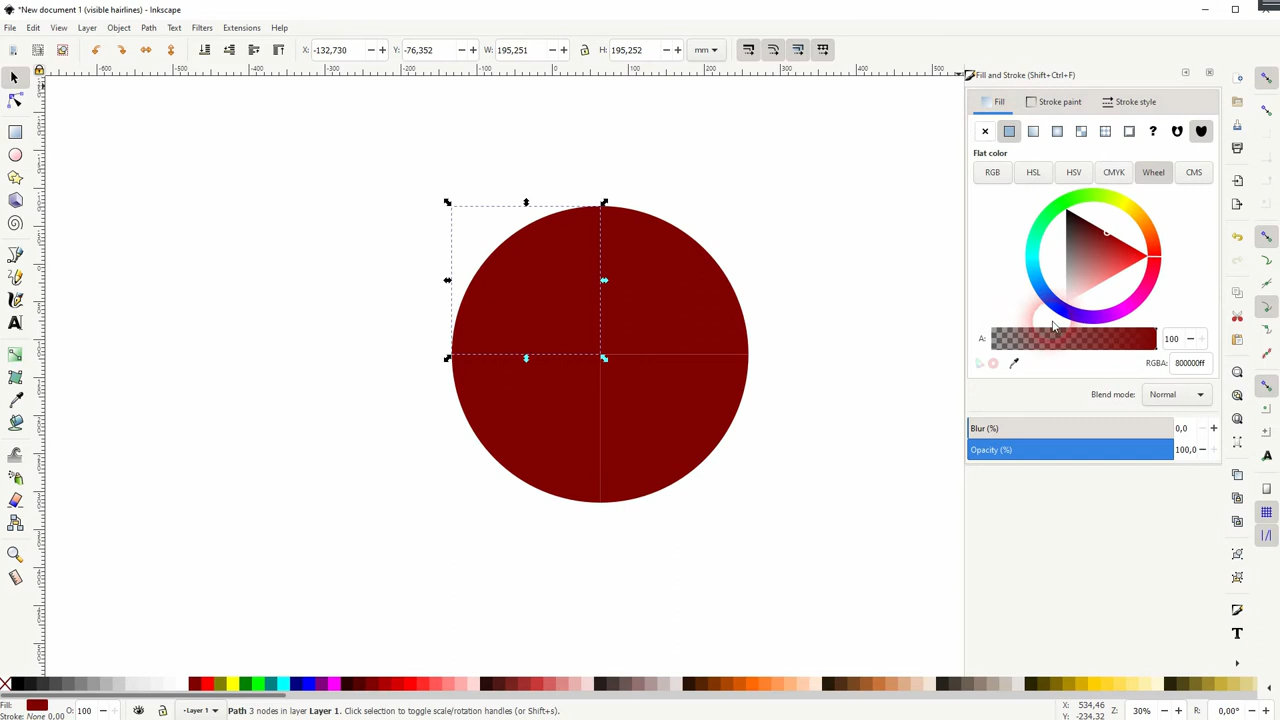 *New document 1 (visible hairlines) - Inkscape
File Edit View Layer Object Path Text Filters Extensions Help
X: -132,730 Y: -76,352 W: 195,251 H: 195,252 mm
Fill and Stroke (Shift+Ctrl+F)
Fill Stroke paint Stroke style
Flat color
RGB HSL HSV CMYK Wheel CMS
A: 100
RGBA: 800000ff
Blend mode: Normal
Blur (%) 0,0
Opacity (%) 100,0
Fill:
Stroke: None 0,00
O: 100
Layer 1
Path 3 nodes in layer Layer 1. Click selection to toggle scale/rotation handles (or Shift+s).
X: 534,46
Y: -234,32
Z: 30%
R: 0,00°